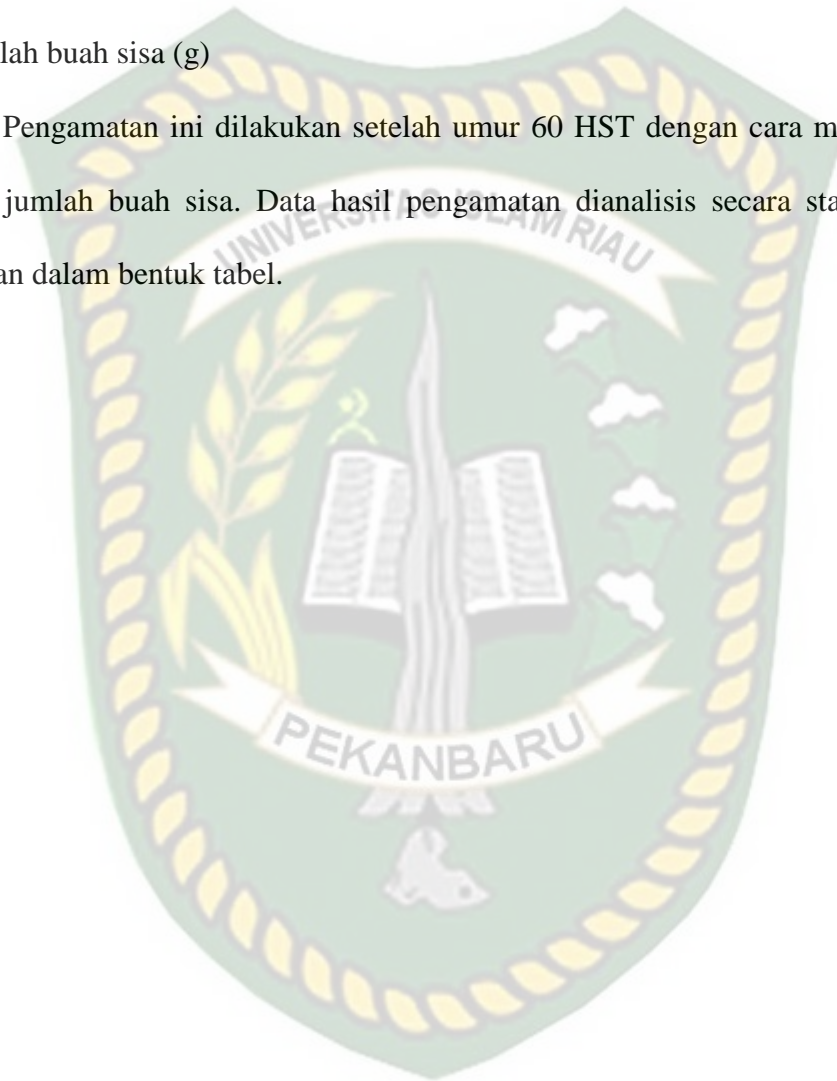 lah buah sisa (g)
Pengamatan ini dilakukan setelah umur 60 HST dengan cara m
jumlah buah sisa. Data hasil pengamatan dianalisis secara sta
an dalam bentuk tabel.
UNIVERSITAS ISLAM RIAU
PEKANBARU